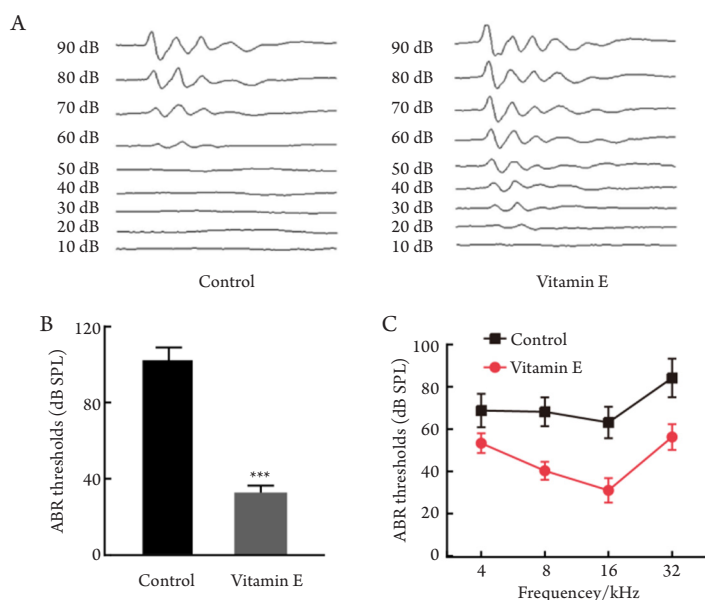 A
90 dB
80 dB
70 dB
60 dB
50 dB
40 dB
30 dB
20 dB
10 dB
Control
90 dB
80 dB
70 dB
60 dB
50 dB
40 dB
30 dB
20 dB
10 dB
Vitamin E
B
ABR thresholds (dB SPL)
120
80
40
0
***
Control
Vitamin E
C
ABR thresholds (dB SPL)
100
80
60
40
20
0
Control
Vitamin E
4
8
16
32
Frequencey/kHz